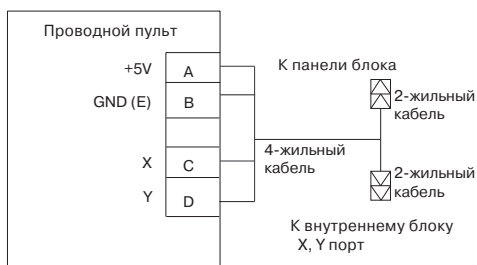 Проводной пульт
+5V
A
К панели блока
GND (E)
B
2-жильный
кабель
X
C
4-жильный
кабель
2-жильный
кабель
Y
D
К внутреннему блоку
X, Y порт